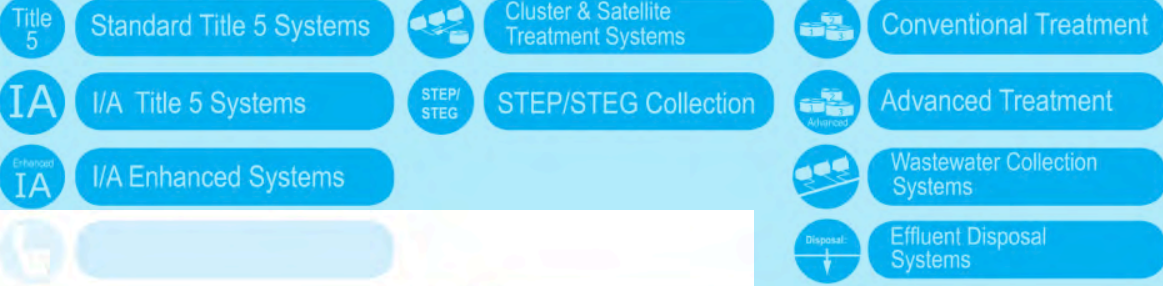 Title
5
Standard Title 5 Systems
IA
I/A Title 5 Systems
Enhanced
IA
I/A Enhanced Systems
Cluster & Satellite
Treatment Systems
STEP/
STEG
STEP/STEG Collection
Conventional Treatment
Advanced
Advanced Treatment
Wastewater Collection
Systems
Disposal:
Effluent Disposal
Systems